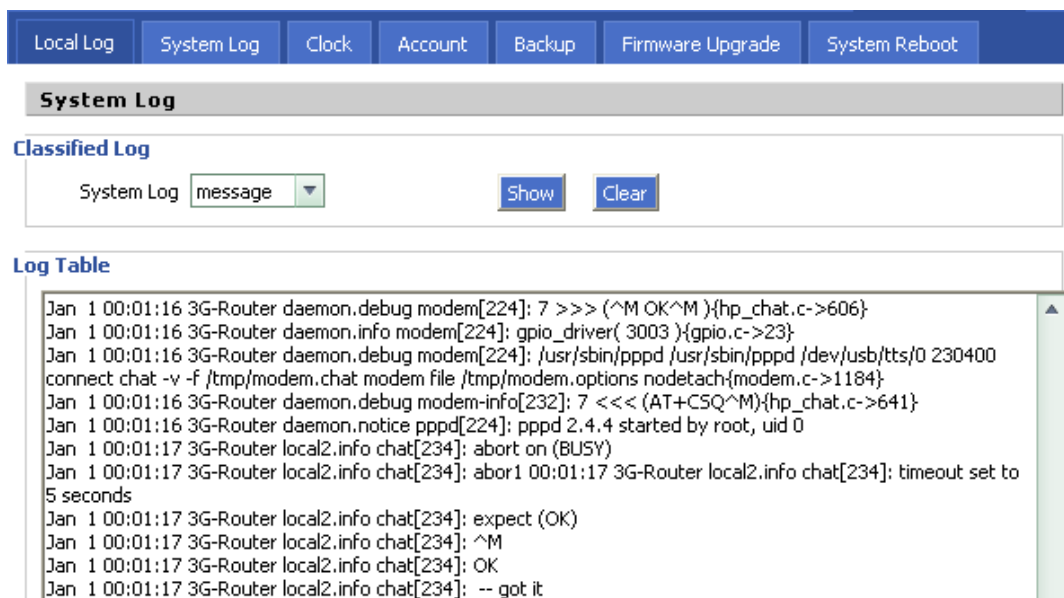 Local Log System Log Clock Account Backup Firmware Upgrade System Reboot
System Log
Classified Log
System Log message Show Clear
Log Table
Jan 1 00:01:16 3G-Router daemon.debug modem[224]: 7 >>> (^M OK^M ){hp_chat.c->606}
Jan 1 00:01:16 3G-Router daemon.info modem[224]: gpio_driver( 3003 ){gpio.c->23}
Jan 1 00:01:16 3G-Router daemon.debug modem[224]: /usr/sbin/pppd /usr/sbin/pppd /dev/usb/tts/0 230400
connect chat -v -f /tmp/modem.chat modem file /tmp/modem.options nodetach{modem.c->1184}
Jan 1 00:01:16 3G-Router daemon.debug modem-info[232]: 7 <<< (AT+CSQ^M){hp_chat.c->641}
Jan 1 00:01:16 3G-Router daemon.notice pppd[224]: pppd 2.4.4 started by root, uid 0
Jan 1 00:01:17 3G-Router local2.info chat[234]: abort on (BUSY)
Jan 1 00:01:17 3G-Router local2.info chat[234]: abor1 00:01:17 3G-Router local2.info chat[234]: timeout set to
5 seconds
Jan 1 00:01:17 3G-Router local2.info chat[234]: expect (OK)
Jan 1 00:01:17 3G-Router local2.info chat[234]: ^M
Jan 1 00:01:17 3G-Router local2.info chat[234]: OK
Jan 1 00:01:17 3G-Router local2.info chat[234]: -- got it